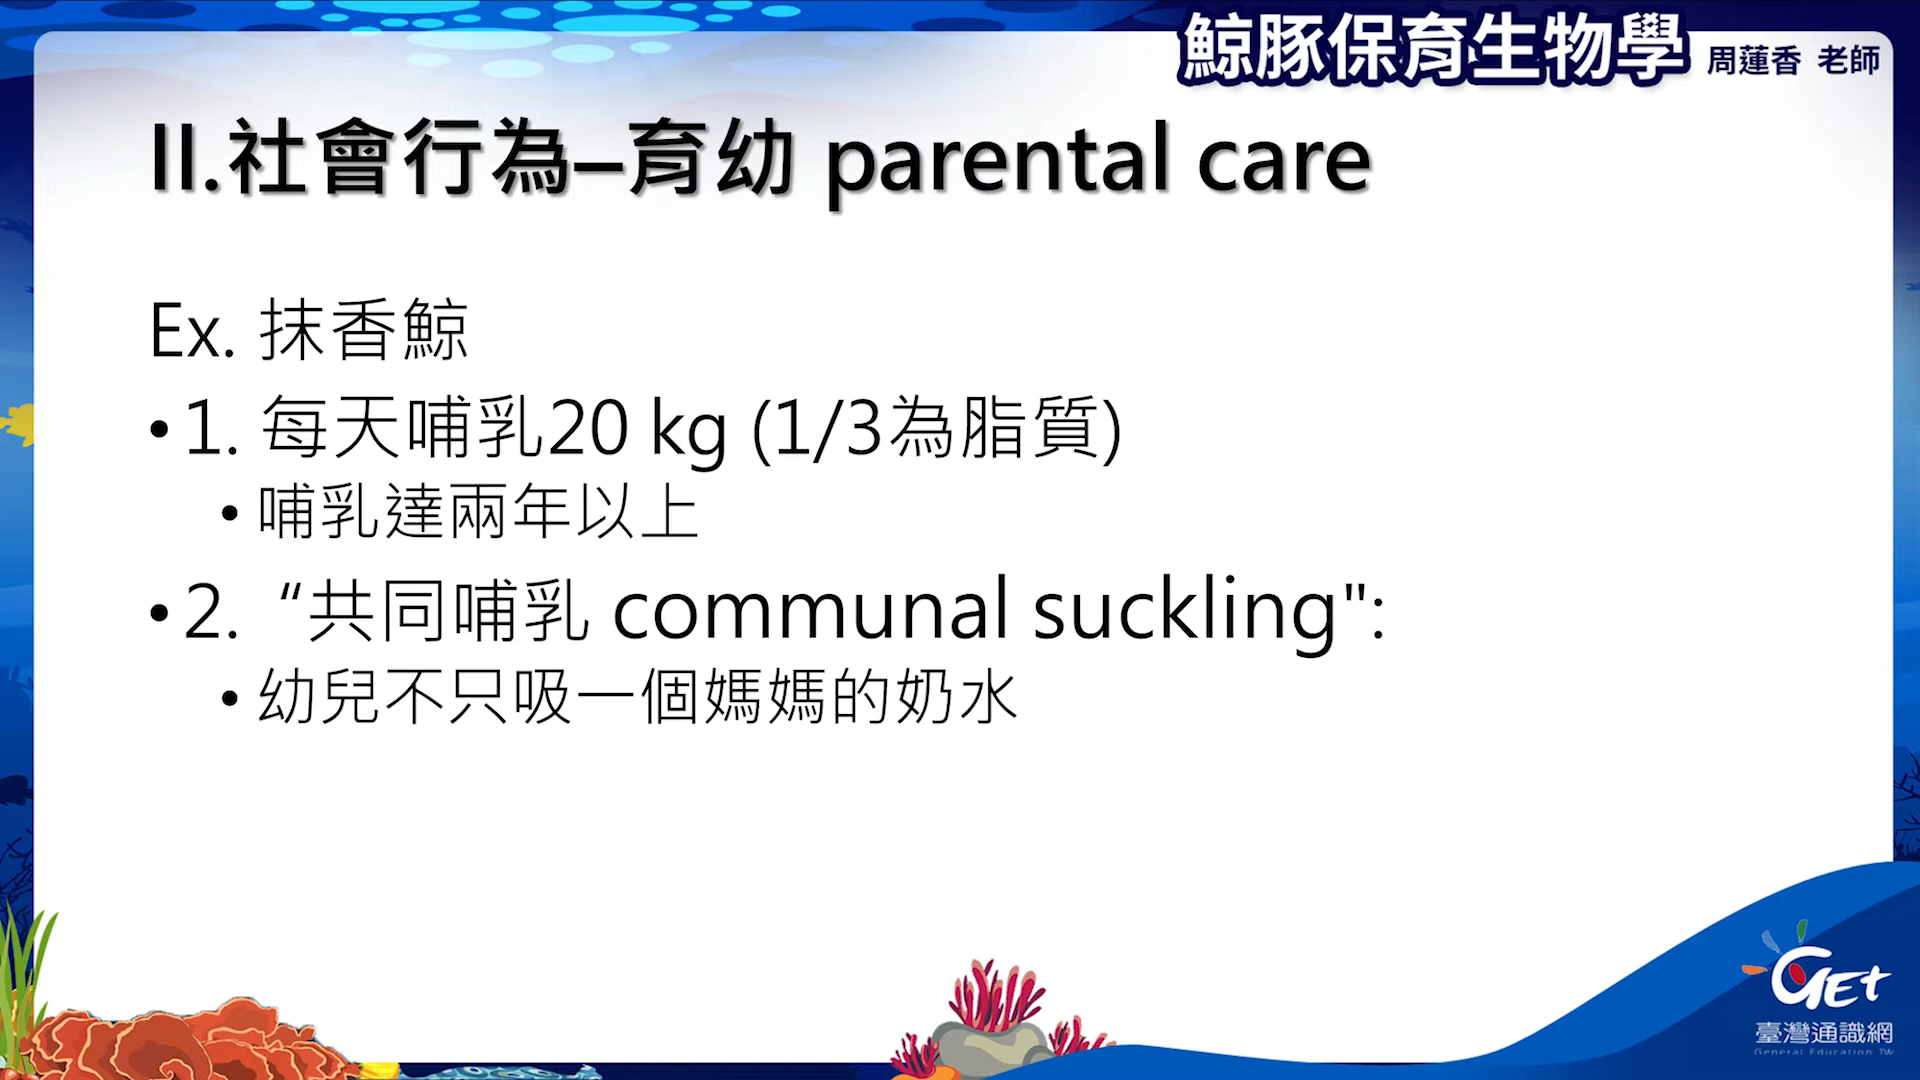 鯨豚保育生物學 周蓮香 老師
II.社會行為–育幼 parental care
Ex. 抹香鯨
• 1. 每天哺乳20 kg (1/3為脂質)
• 哺乳達兩年以上
• 2. “共同哺乳 communal suckling":
• 幼兒不只吸一個媽媽的奶水
GET
臺灣通識網
General Education TW